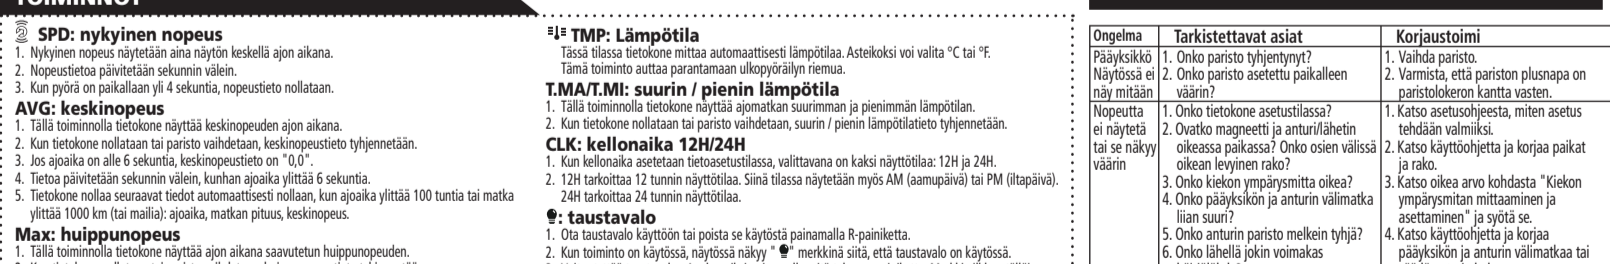 TOIMINNOT
SPD: nykyinen nopeus
1. Nykyinen nopeus näytetään aina näytön keskellä ajon aikana.
2. Nopeustietoa päivitetään sekunnin välein.
3. Kun pyörä on paikallaan yli 4 sekuntia, nopeustieto nollataan.
AVG: keskinopeus
1. Tällä toiminnolla tietokone näyttää keskinopeuden ajon aikana.
2. Kun tietokone nollataan tai paristo vaihdetaan, keskinopeustieto tyhjennetään.
3. Jos ajoaika on alle 6 sekuntia, keskinopeustieto on "0,0".
4. Tietoa päivitetään sekunnin välein, kunhan ajoaika ylittää 6 sekuntia.
5. Tietokone nollaa seuraavat tiedot automaattisesti nollaan, kun ajoaika ylittää 100 tuntia tai matka
ylittää 1000 km (tai mailia): ajoaika, matkan pituus, keskinopeus.
Max: huippunopeus
1. Tällä toiminnolla tietokone näyttää ajon aikana saavutetun huippunopeuden.
TMP: Lämpötila
Tässä tilassa tietokone mittaa automaattisesti lämpötilaa. Asteikoksi voi valita °C tai °F.
Tämä toiminto auttaa parantamaan ulkopyöräilyn riemua.
T.MA/T.MI: suurin / pienin lämpötila
1. Tällä toiminnolla tietokone näyttää ajomatkan suurimman ja pienimmän lämpötilan.
2. Kun tietokone nollataan tai paristo vaihdetaan, suurin / pienin lämpötilatieto tyhjennetään.
CLK: kellonaika 12H/24H
1. Kun kellonaika asetetaan tietoasetustilassa, valittavana on kaksi näyttötilaa: 12H ja 24H.
2. 12H tarkoittaa 12 tunnin näyttötilaa. Siinä tilassa näytetään myös AM (aamupäivä) tai PM (iltapäivä).
24H tarkoittaa 24 tunnin näyttötilaa.
: taustavalo
1. Ota taustavalo käyttöön tai poista se käytöstä painamalla R-painiketta.
2. Kun toiminto on käytössä, näytössä näkyy " " merkkinä siitä, että taustavalo on käytössä.
Ongelma
Tarkistettavat asiat
Korjaustoimi
Pääyksikkö
Näytössä ei
näy mitään
1. Onko paristo tyhjentynyt?
2. Onko paristo asetettu paikalleen
väärin?
1. Vaihda paristo.
2. Varmista, että pariston plusnapa on
paristolokeron kantta vasten.
Nopeutta
ei näytetä
tai se näkyy
väärin
1. Onko tietokone asetustilassa?
2. Ovatko magneetti ja anturi/lähetin
oikeassa paikassa? Onko osien välissä
oikean levyinen rako?
3. Onko kiekon ympärysmitta oikea?
4. Onko pääyksikön ja anturin välimatka
liian suuri?
5. Onko anturin paristo melkein tyhjä?
6. Onko lähellä jokin voimakas
1. Katso asetusohjeesta, miten asetus
tehdään valmiiksi.
2. Katso käyttöohjetta ja korjaa paikat
ja rako.
3. Katso oikea arvo kohdasta "Kiekon
ympärysmitan mittaaminen ja
asettaminen" ja syötä se.
4. Katso käyttöohjetta ja korjaa
pääyksikön ja anturin välimatkaa tai